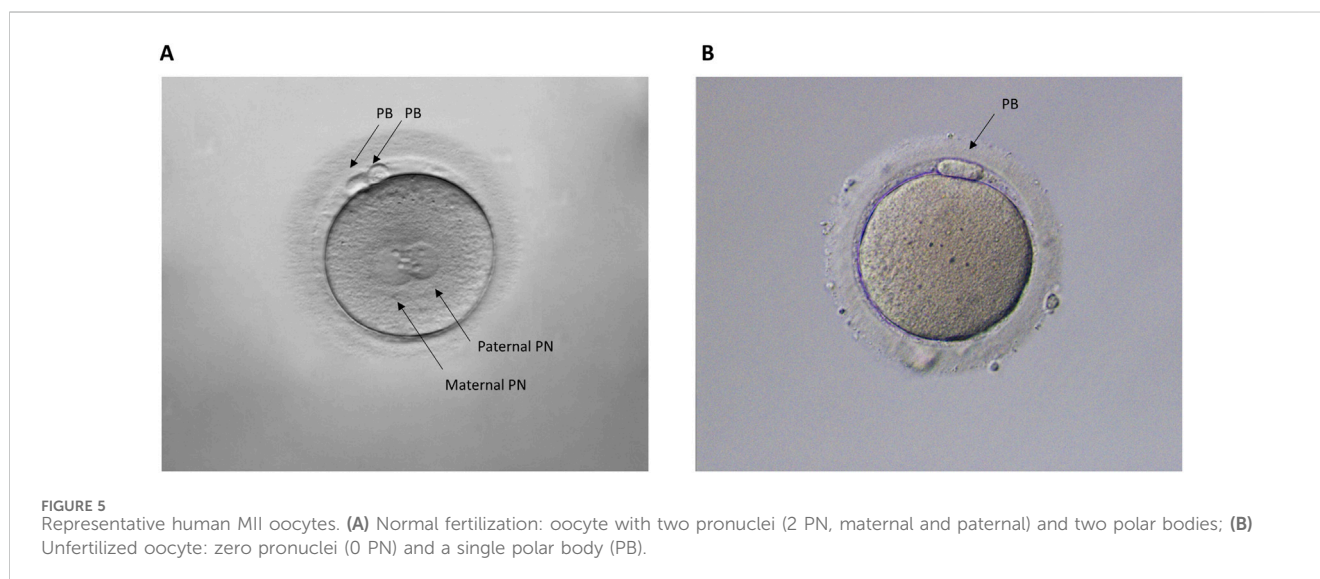 A
B
PB PB
PB
Paternal PN
Maternal PN
FIGURE 5
Representative human MII oocytes. (A) Normal fertilization: oocyte with two pronuclei (2 PN, maternal and paternal) and two polar bodies; (B)
Unfertilized oocyte: zero pronuclei (0 PN) and a single polar body (PB).